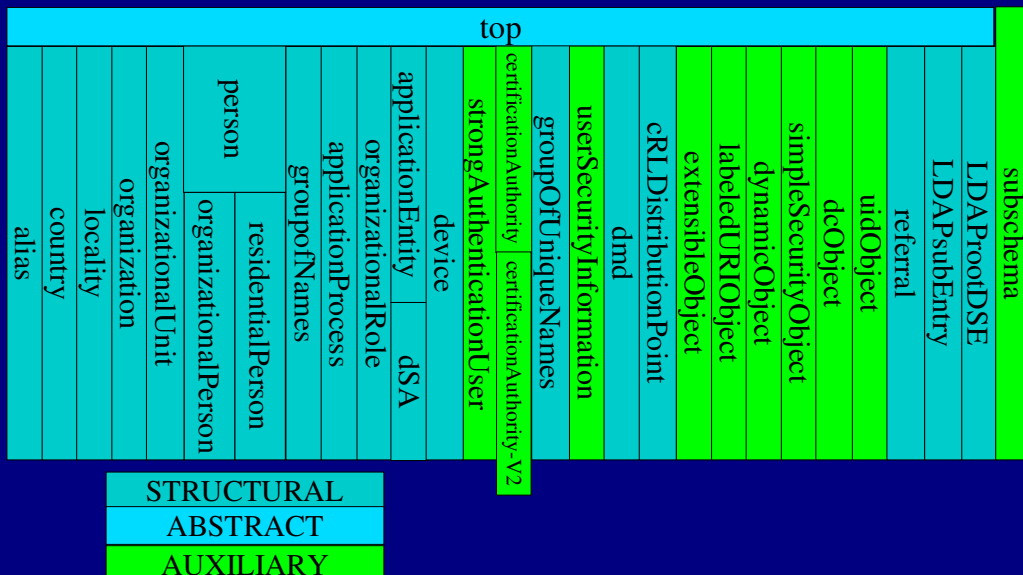 top
alias
country
locality
organization
organizationalUnit
person
organizationalPerson
residentialPerson
groupofNames
applicationProcess
organizationalRole
applicationEntity
dSA
device
strongAuthenticationUser
certificationAuthority
certificationAuthority-V2
groupOfUniqueNames
userSecurityInformation
dmd
cRLDistributionPoint
extensibleObject
labeledURIObject
dynamicObject
simpleSecurityObject
dcObject
uidObject
referral
LDAPsubEntry
LDAProotDSE
subschema
STRUCTURAL
ABSTRACT
AUXILIARY